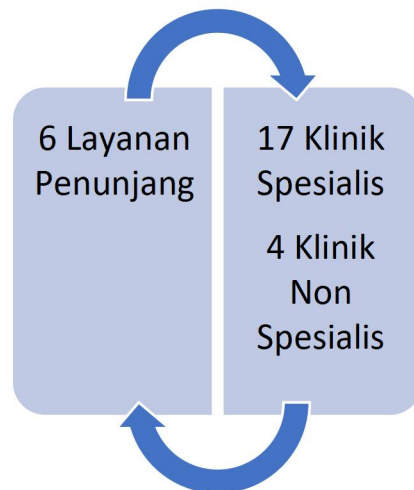 6 Layanan
Penunjang
17 Klinik
Spesialis
4 Klinik
Non
Spesialis